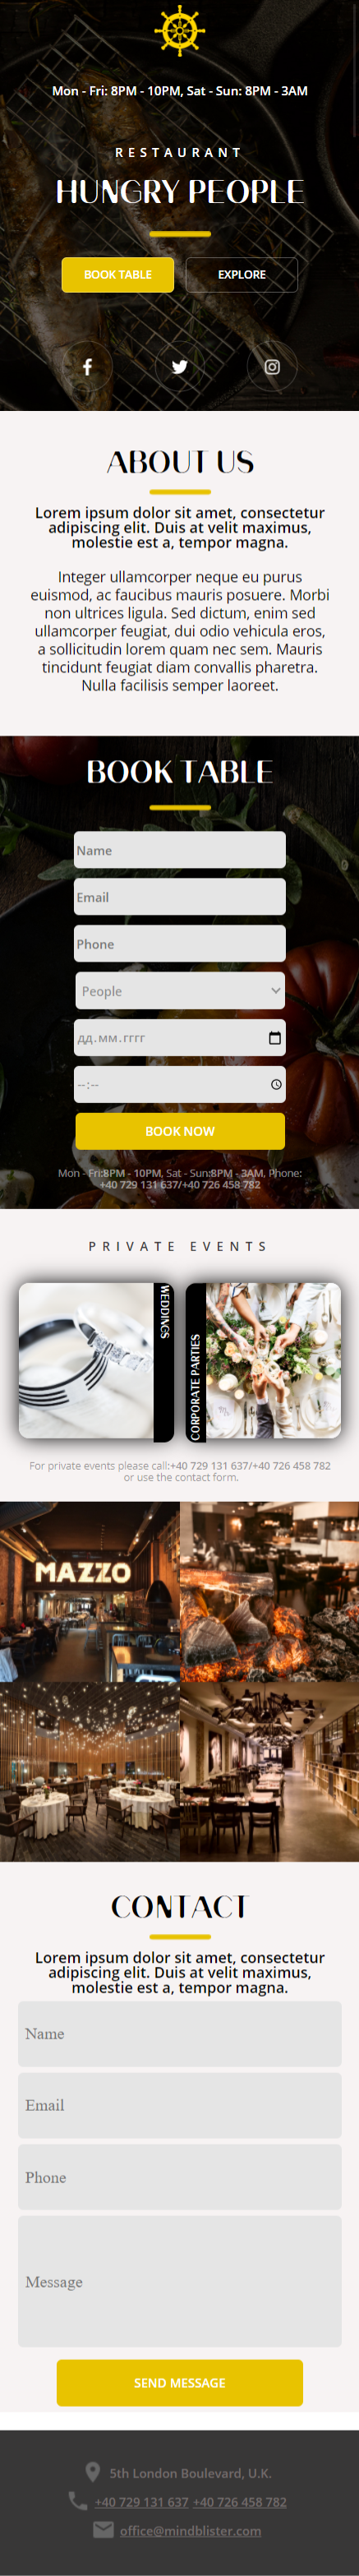 Mon - Fri: 8PM - 10PM, Sat - Sun: 8PM - 3AM
RESTAURANT
HUNGRY PEOPLE
BOOK TABLE
EXPLORE
ABOUT US
Lorem ipsum dolor sit amet, consectetur
adipiscing elit. Duis at velit maximus,
molestie est a, tempor magna.
Integer ullamcorper neque eu purus
euismod, ac faucibus mauris posuere. Morbi
non ultrices ligula. Sed dictum, enim sed
ullamcorper feugiat, dui odio vehicula eros,
a sollicitudin lorem quam nec sem. Mauris
tincidunt feugiat diam convallis pharetra.
Nulla facilisis semper laoreet.
BOOK TABLE
Name
Email
Phone
People
дд.мм.гггг
--:--
BOOK NOW
Mon - Fri:8PM - 10PM, Sat - Sun:8PM - 3AM, Phone:
+40 729 131 637/+40 726 458 782
PRIVATE EVENTS
WEDDINGS
CORPORATE PARTIES
For private events please call:+40 729 131 637/+40 726 458 782
or use the contact form.
MAZZO
CONTACT
Lorem ipsum dolor sit amet, consectetur
adipiscing elit. Duis at velit maximus,
molestie est a, tempor magna.
Name
Email
Phone
Message
SEND MESSAGE
5th London Boulevard, U.K.
+40 729 131 637 +40 726 458 782
office@mindblister.com